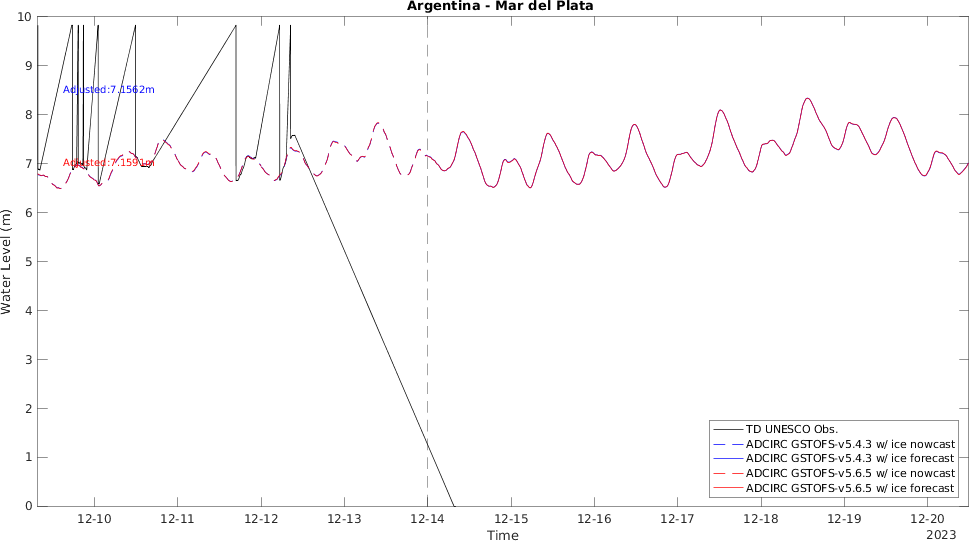 Argentina - Mar del Plata
10
9
8
7
6
5
4
3
2
1
0
Water Level (m)
Adjusted:7.1562m
Adjusted:7.1591m
TD UNESCO Obs.
ADCIRC GSTOFS-v5.4.3 w/ ice nowcast
ADCIRC GSTOFS-v5.4.3 w/ ice forecast
ADCIRC GSTOFS-v5.6.5 w/ ice nowcast
ADCIRC GSTOFS-v5.6.5 w/ ice forecast
12-10 12-11 12-12 12-13 12-14 12-15 12-16 12-17 12-18 12-19 12-20
Time
2023